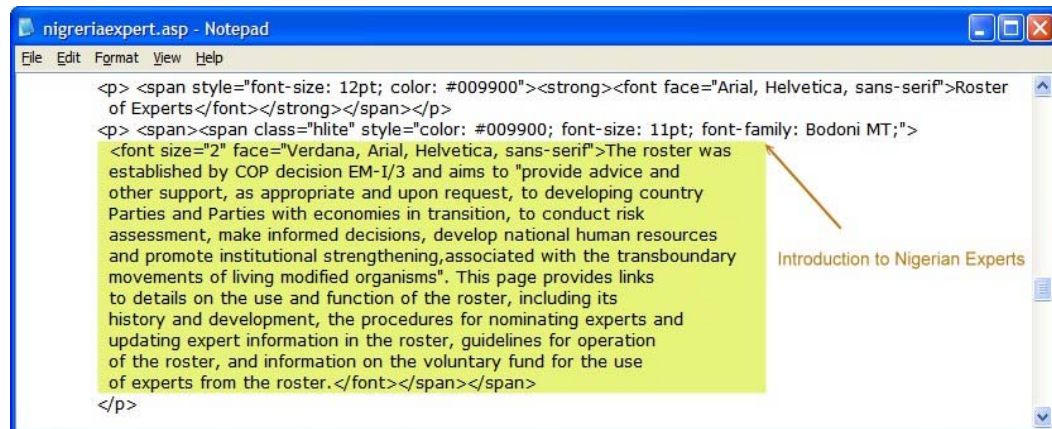 nigreriaexpert.asp - Notepad
File Edit Format View Help
<p> <span style="font-size: 12pt; color: #009900"><strong><font face="Arial, Helvetica, sans-serif">Roster
of Experts</font></strong></span></p>
<p> <span><span class="hlite" style="color: #009900; font-size: 11pt; font-family: Bodoni MT;">
<font size="2" face="Verdana, Arial, Helvetica, sans-serif">The roster was
established by COP decision EM-I/3 and aims to "provide advice and
other support, as appropriate and upon request, to developing country
Parties and Parties with economies in transition, to conduct risk
assessment, make informed decisions, develop national human resources
and promote institutional strengthening,associated with the transboundary
movements of living modified organisms". This page provides links
to details on the use and function of the roster, including its
history and development, the procedures for nominating experts and
updating expert information in the roster, guidelines for operation
of the roster, and information on the voluntary fund for the use
of experts from the roster.</font></span></span>
</p>
Introduction to Nigerian Experts